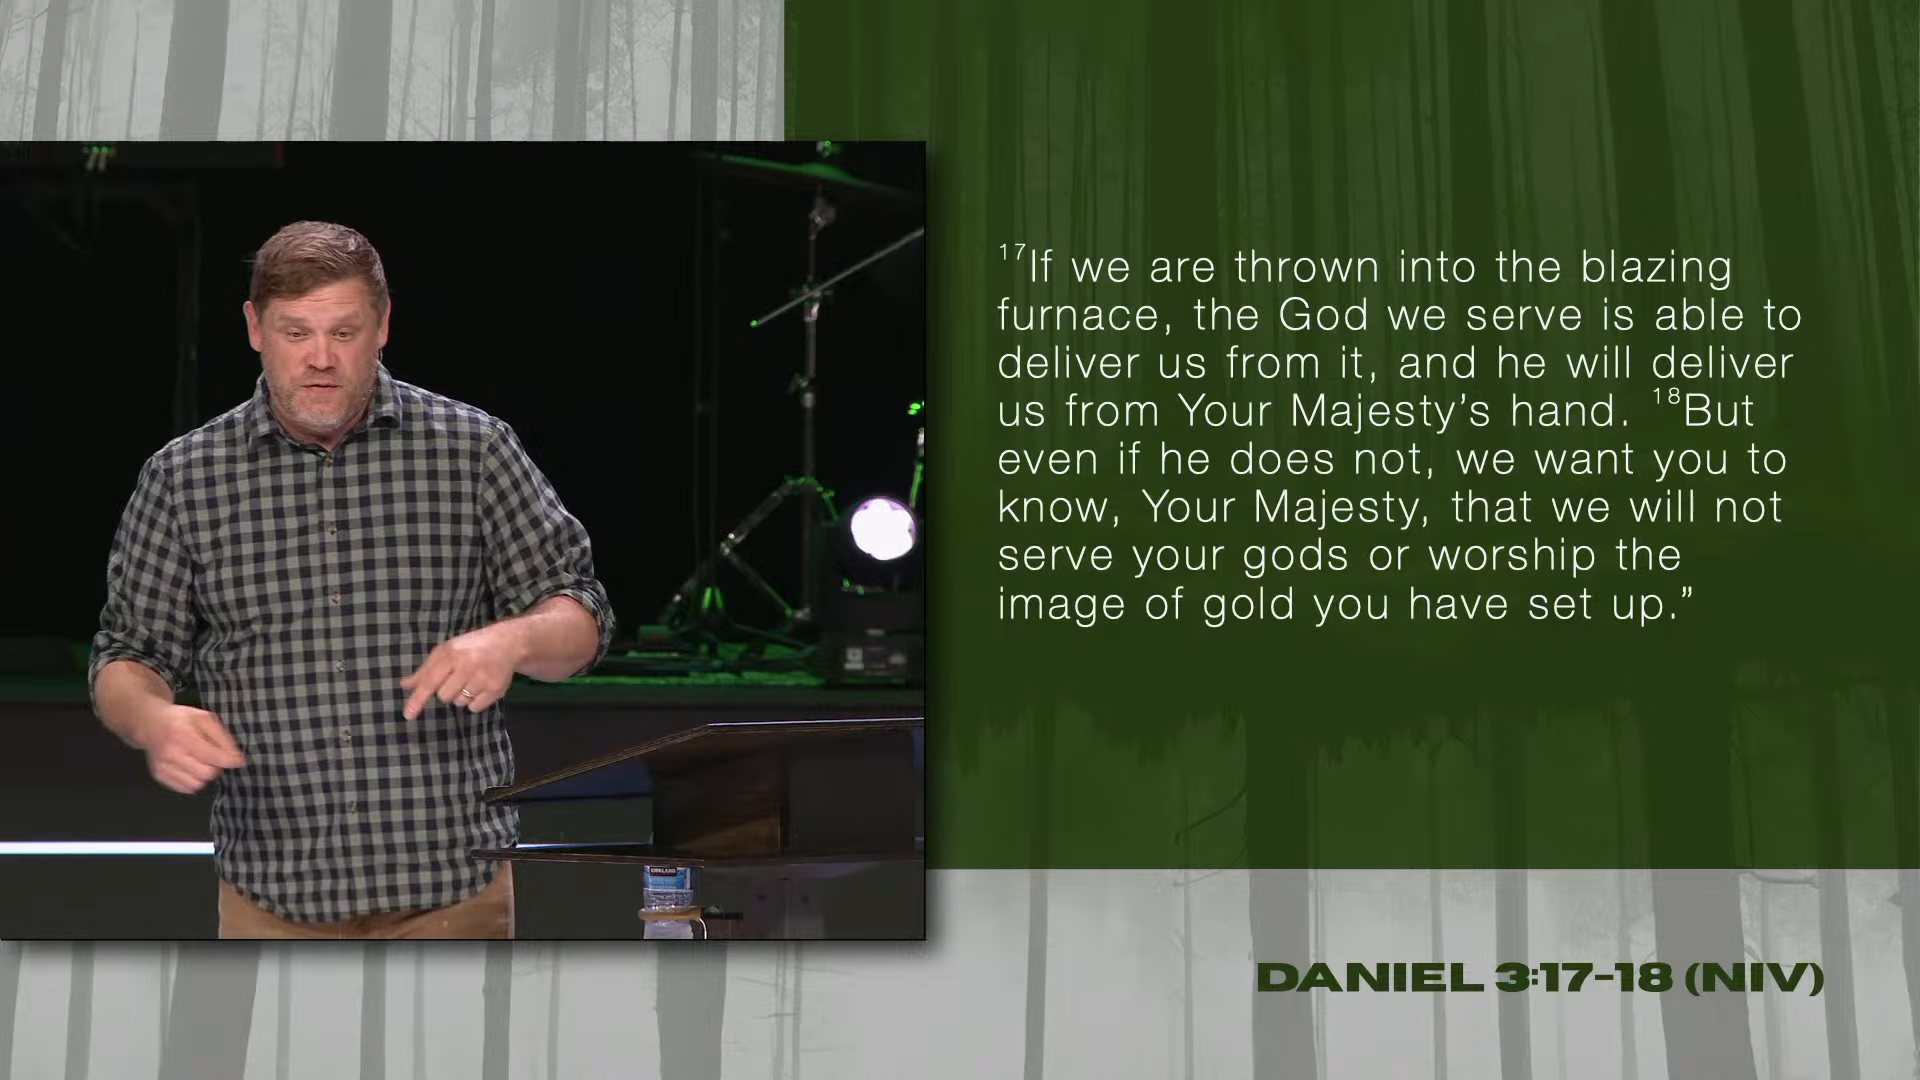 ¹⁷If we are thrown into the blazing
furnace, the God we serve is able to
deliver us from it, and he will deliver
us from Your Majesty’s hand. ¹⁸But
even if he does not, we want you to
know, Your Majesty, that we will not
serve your gods or worship the
image of gold you have set up.”
KIRKLAND
DANIEL 3:17-18 (NIV)